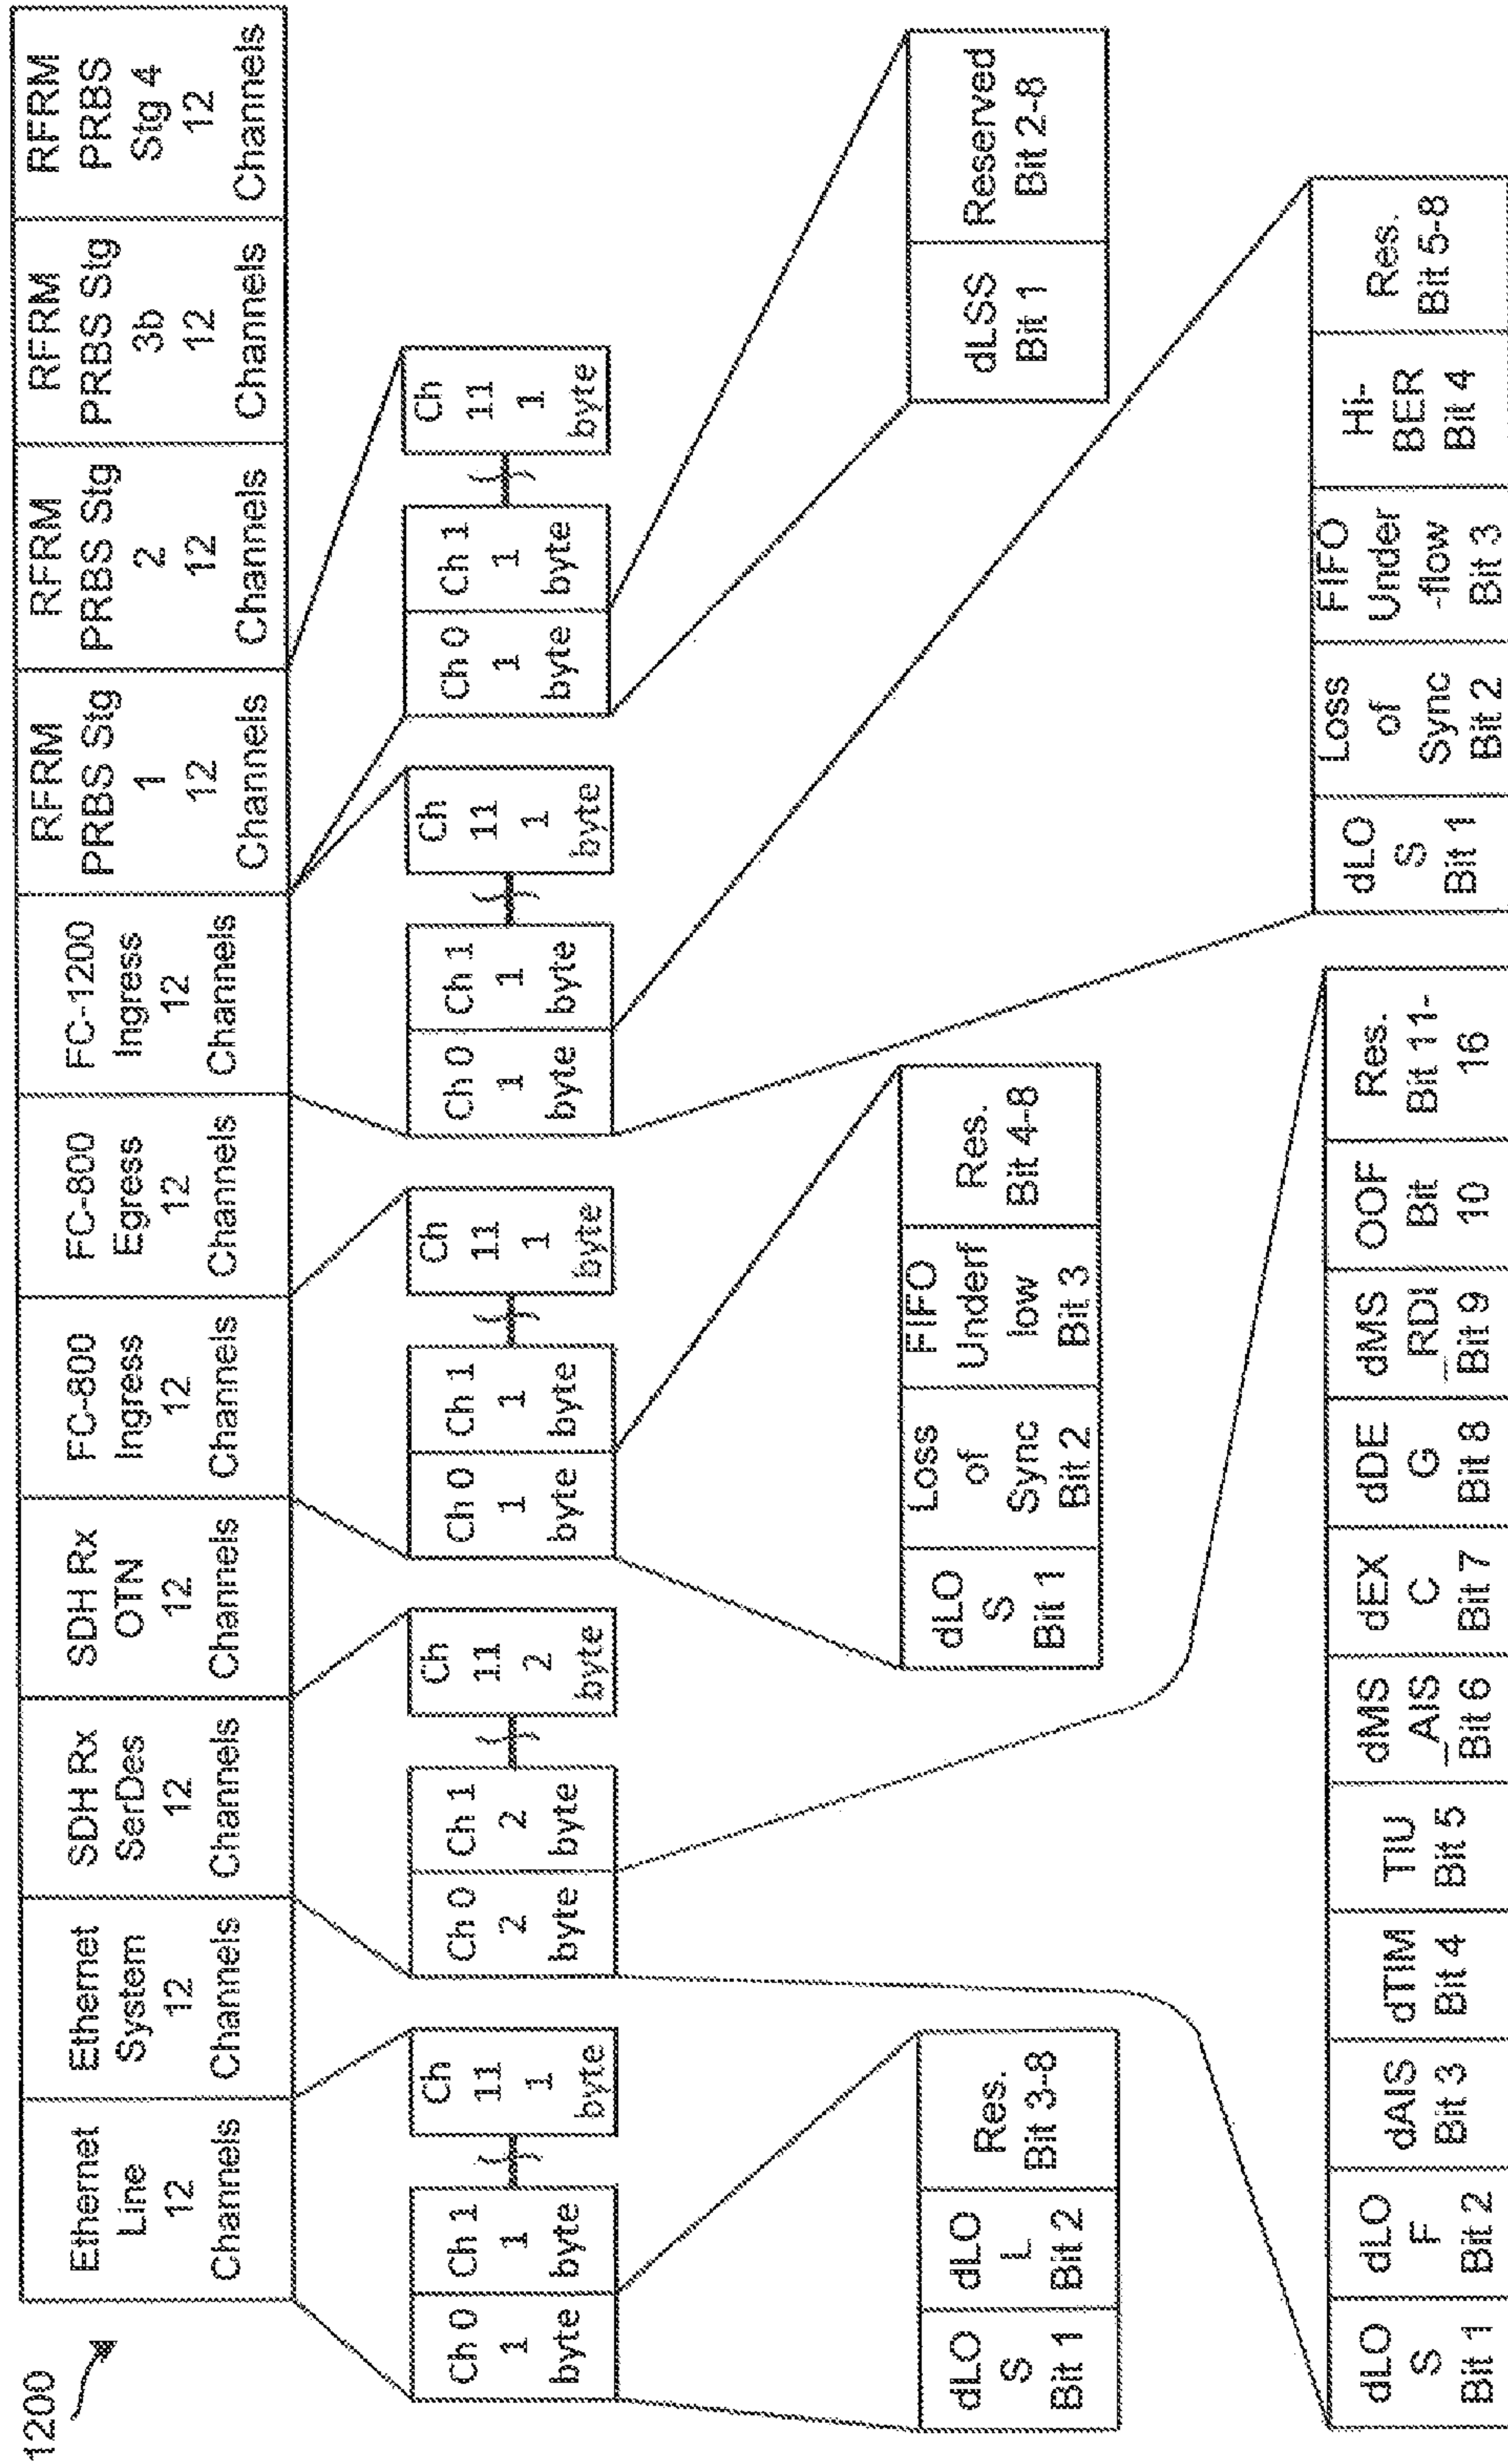 1200
Ethernet
Line
12
Channels
Ethernet
System
12
Channels
SDH Rx
SerDes
12
Channels
SDH Rx
OTN
12
Channels
FC-800
Ingress
12
Channels
FC-800
Egress
12
Channels
FC-1200
Ingress
12
Channels
RFRM
PRBS Stg
1
12
Channels
RFRM
PRBS Stg
2
12
Channels
RFRM
PRBS Stg
3b
12
Channels
RFRM
PRBS
Stg 4
12
Channels
Ch 0
1
byte
Ch 1
1
byte
Ch
11
1
byte
Ch 0
2
byte
Ch 1
2
byte
Ch
11
2
byte
Ch 0
1
byte
Ch 1
1
byte
Ch
11
1
byte
Ch 0
1
byte
Ch 1
1
byte
Ch
11
1
byte
Ch 0
1
byte
Ch 1
1
byte
Ch
11
1
byte
dLO
S
Bit 1
dLO
L
Bit 2
Res.
Bit 3-8
dLO
S
Bit 1
Loss
of
Sync
Bit 2
FIFO
Underf
low
Bit 3
Res.
Bit 4-8
dLSS
Bit 1
Reserved
Bit 2-8
dLO
S
Bit 1
dLO
F
Bit 2
dAIS
Bit 3
dTIM
Bit 4
TIU
Bit 5
dMS
_AIS
Bit 6
dEX
C
Bit 7
dDE
G
Bit 8
dMS
_RDI
Bit 9
OOF
Bit
10
Res.
Bit 11-
16
dLO
S
Bit 1
Loss
of
Sync
Bit 2
FIFO
Under
-flow
Bit 3
Hi-
BER
Bit 4
Res.
Bit 5-8